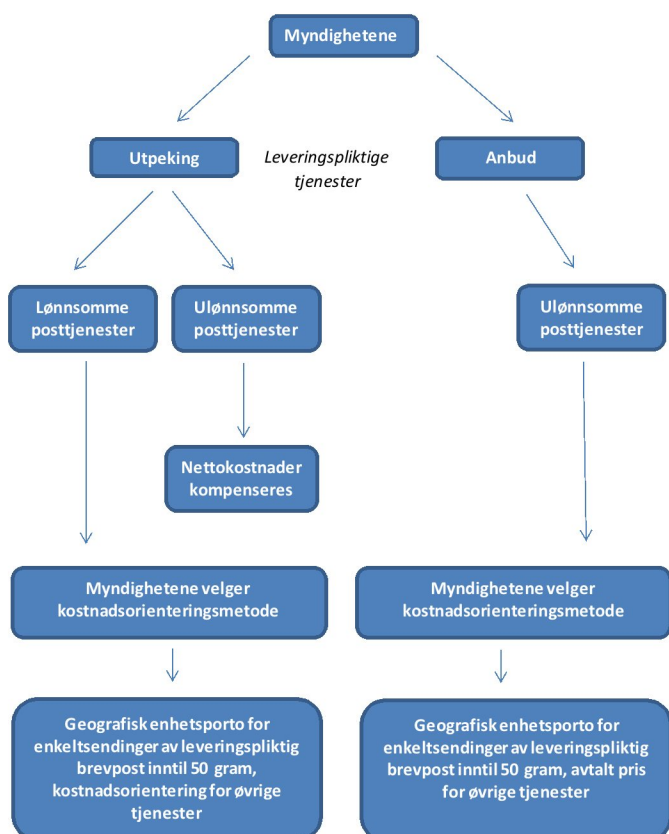 Myndighetene
Utpeking
Leveringspliktige
tjenester
Anbud
Lønnsomme
posttjenester
Ulønnsomme
posttjenester
Ulønnsomme
posttjenester
Nettokostnader
kompenseres
Myndighetene velger
kostnadsorienteringsmetode
Myndighetene velger
kostnadsorienteringsmetode
Geografisk enhetsporto for
enkeltsendinger av leveringspliktig
brevpost inntil 50 gram,
kostnadsorientering for øvrige
tjenester
Geografisk enhetsporto for
enkeltsendinger av leveringspliktig
brevpost inntil 50 gram, avtalt pris
for øvrige tjenester